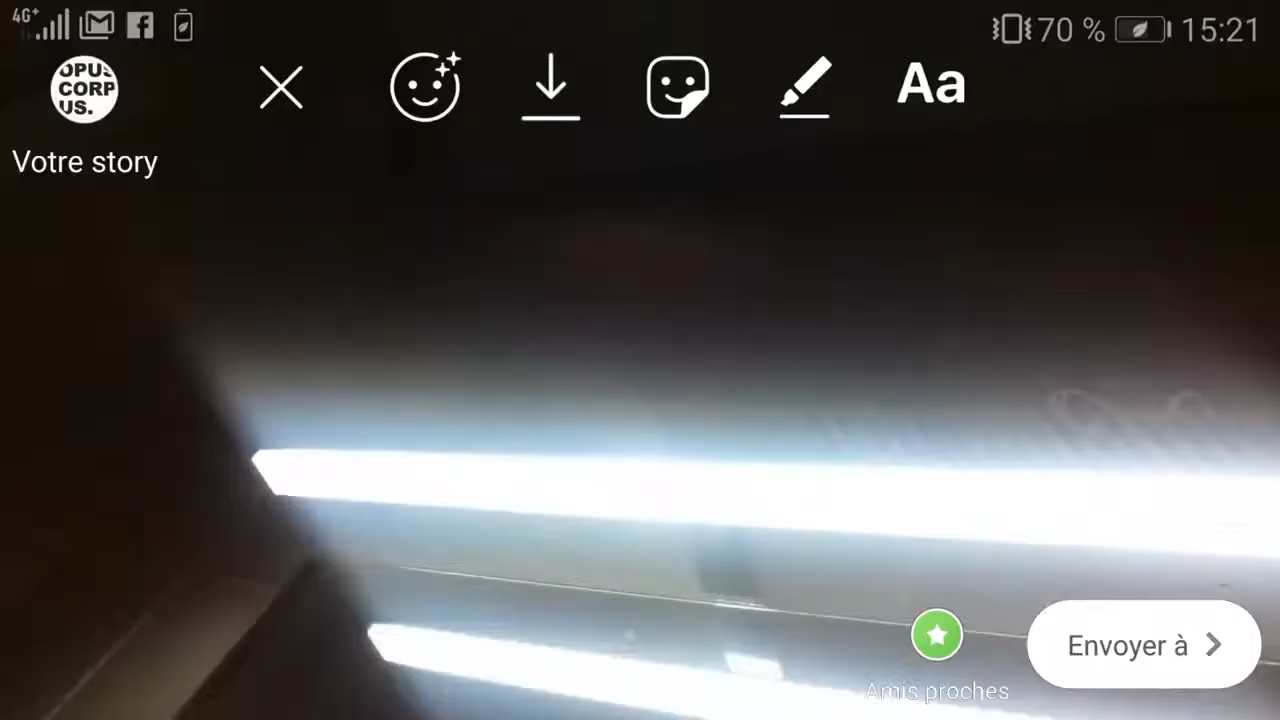 4G+
70 % 15:21
OPUS
CORP
US.
Aa
Votre story
Amis proches
Envoyer à